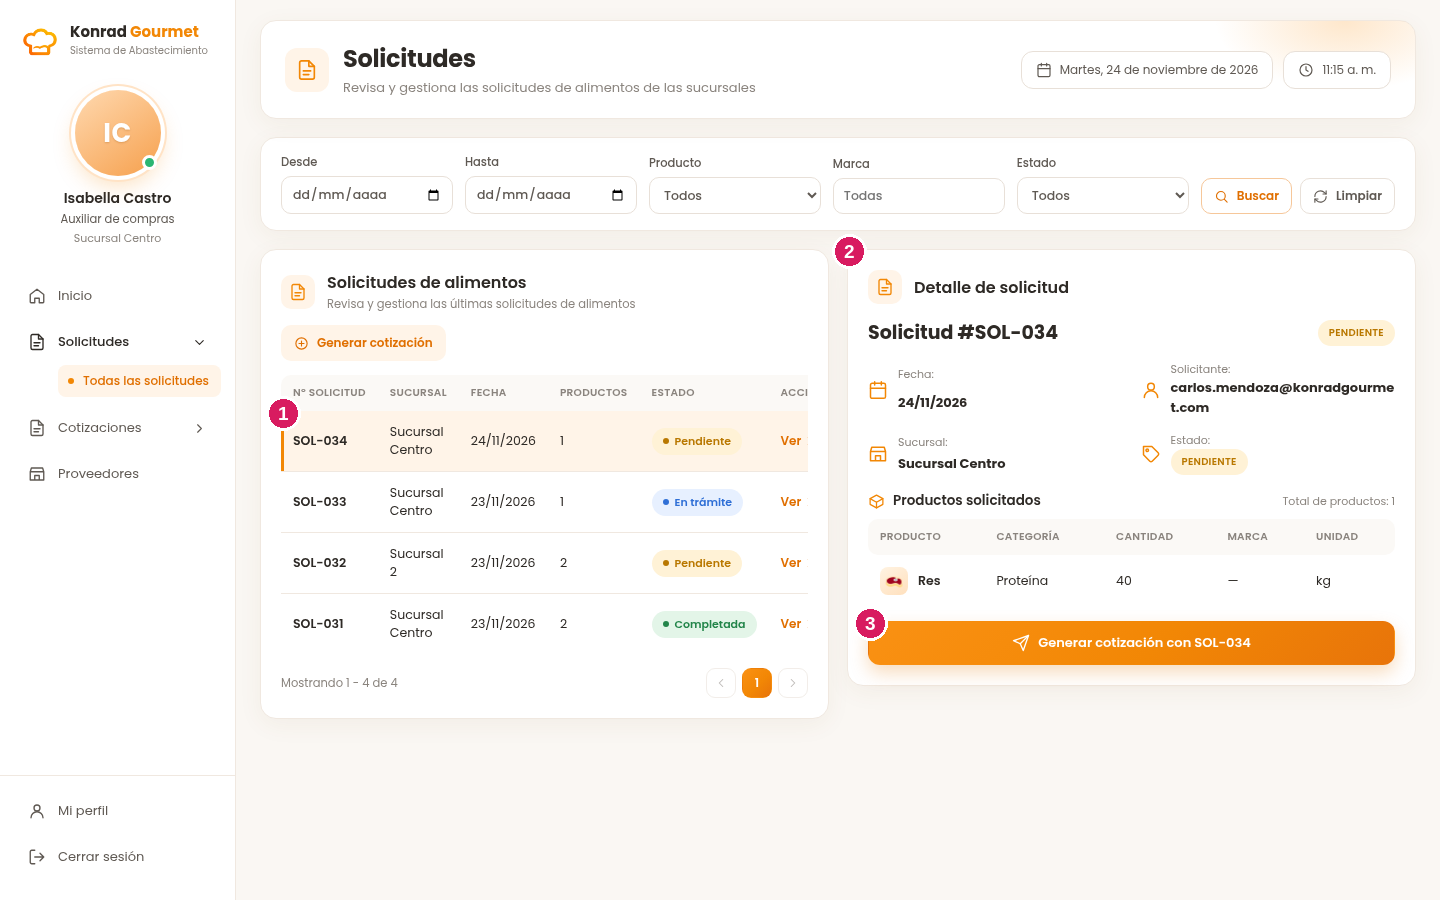 Konrad Gourmet
Sistema de Abastecimiento
IC
Isabella Castro
Auxiliar de compras
Sucursal Centro
Inicio
Solicitudes
Todas las solicitudes
Cotizaciones
Proveedores
Mi perfil
Cerrar sesión
Solicitudes
Revisa y gestiona las solicitudes de alimentos de las sucursales
Martes, 24 de noviembre de 2026
11:15 a. m.
Desde
dd/mm/aaaa
Hasta
dd/mm/aaaa
Producto
Todos
Marca
Todas
Estado
Todos
Buscar
Limpiar
1
Solicitudes de alimentos
Revisa y gestiona las últimas solicitudes de alimentos
Generar cotización
Nº SOLICITUD SUCURSAL FECHA PRODUCTOS ESTADO ACCI
SOL-034 Sucursal Centro 24/11/2026 1 Pendiente Ver
SOL-033 Sucursal Centro 23/11/2026 1 En trámite Ver
SOL-032 Sucursal 2 23/11/2026 2 Pendiente Ver
SOL-031 Sucursal Centro 23/11/2026 2 Completada Ver
Mostrando 1 - 4 de 4
1
2
Detalle de solicitud
Solicitud #SOL-034
PENDIENTE
Fecha:
24/11/2026
Solicitante:
carlos.mendoza@konradgourme
t.com
Sucursal:
Sucursal Centro
Estado:
PENDIENTE
Productos solicitados
Total de productos: 1
PRODUCTO CATEGORÍA CANTIDAD MARCA UNIDAD
Res Proteína 40 — kg
3
Generar cotización con SOL-034